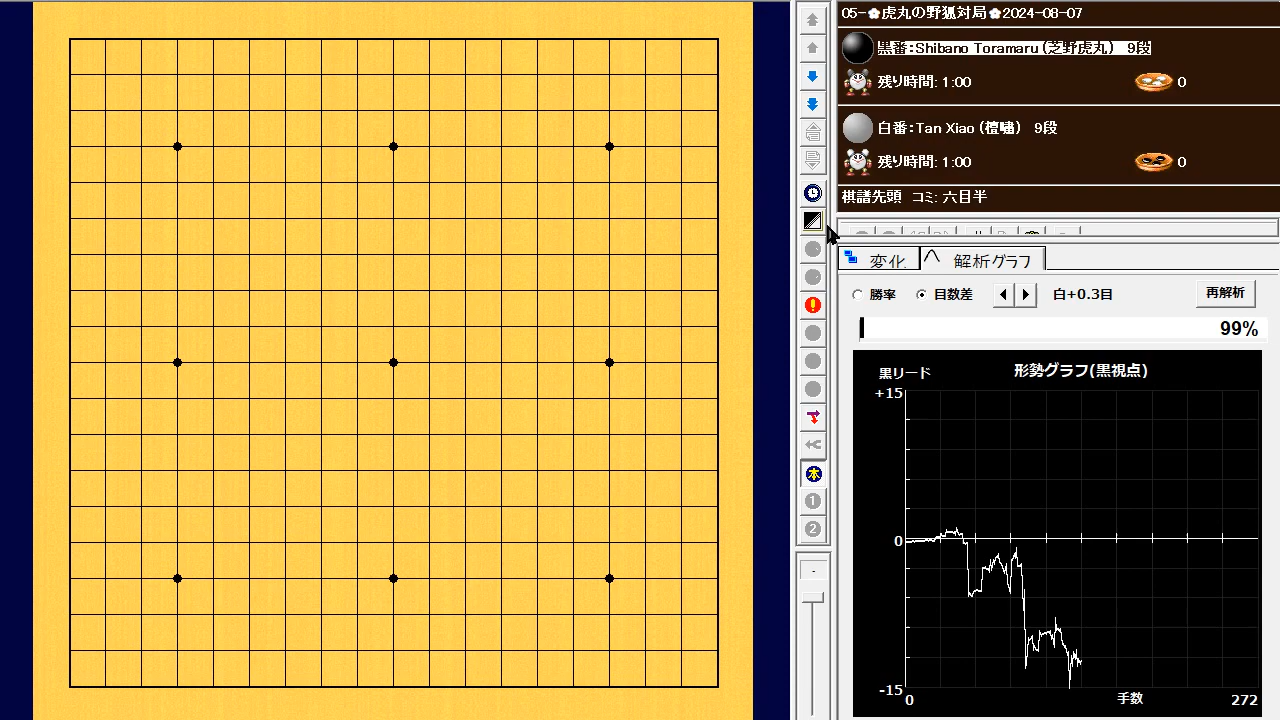 05-✿虎丸の野狐対局✿2024-08-07
黒番:Shibano Toramaru(芝野虎丸) 9段
残り時間: 1:00
0
白番:Tan Xiao(檀嘯) 9段
残り時間: 1:00
0
棋譜先頭 コミ: 六目半
変化
解析グラフ
勝率
目数差
白+0.3目
再解析
99%
形勢グラフ(黒視点)
黒リード
+15
0
-15
0
手数
272
本
1
2
-